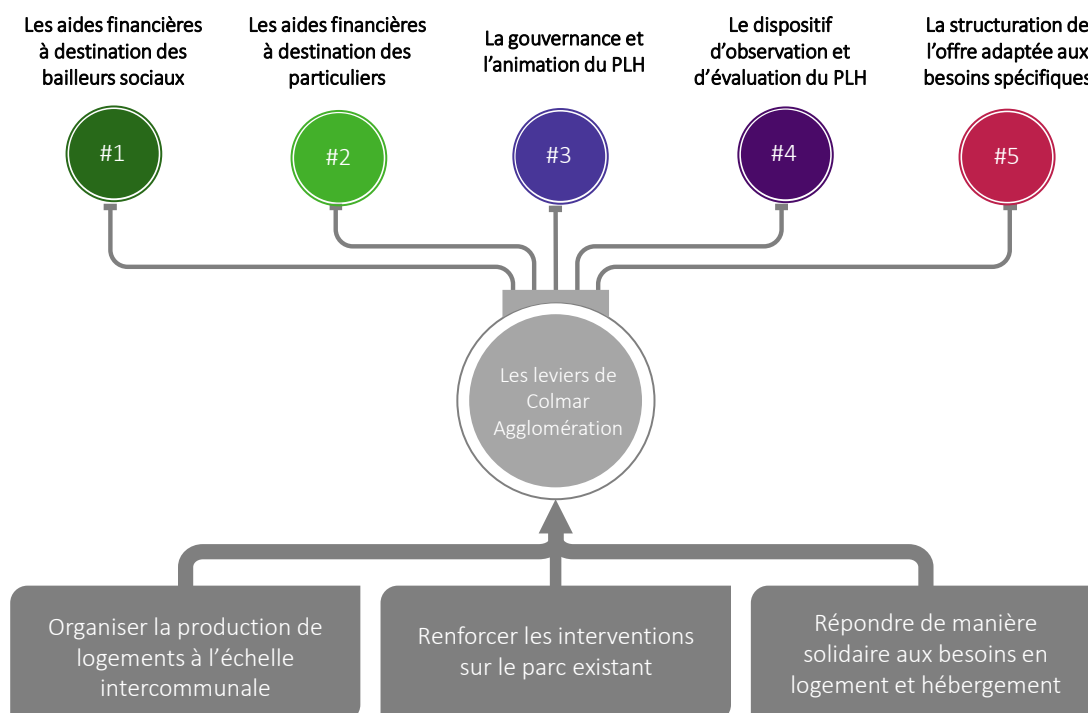 Les aides financières
à destination des
bailleurs sociaux
Les aides financières
à destination des
particuliers
La gouvernance et
l’animation du PLH
Le dispositif
d’observation et
d’évaluation du PLH
La structuration de
l’offre adaptée aux
besoins spécifiques
#1
#2
#3
#4
#5
Les leviers de
Colmar
Agglomération
Organiser la production de
logements à l’échelle
intercommunale
Renforcer les interventions
sur le parc existant
Répondre de manière
solidaire aux besoins en
logement et hébergement